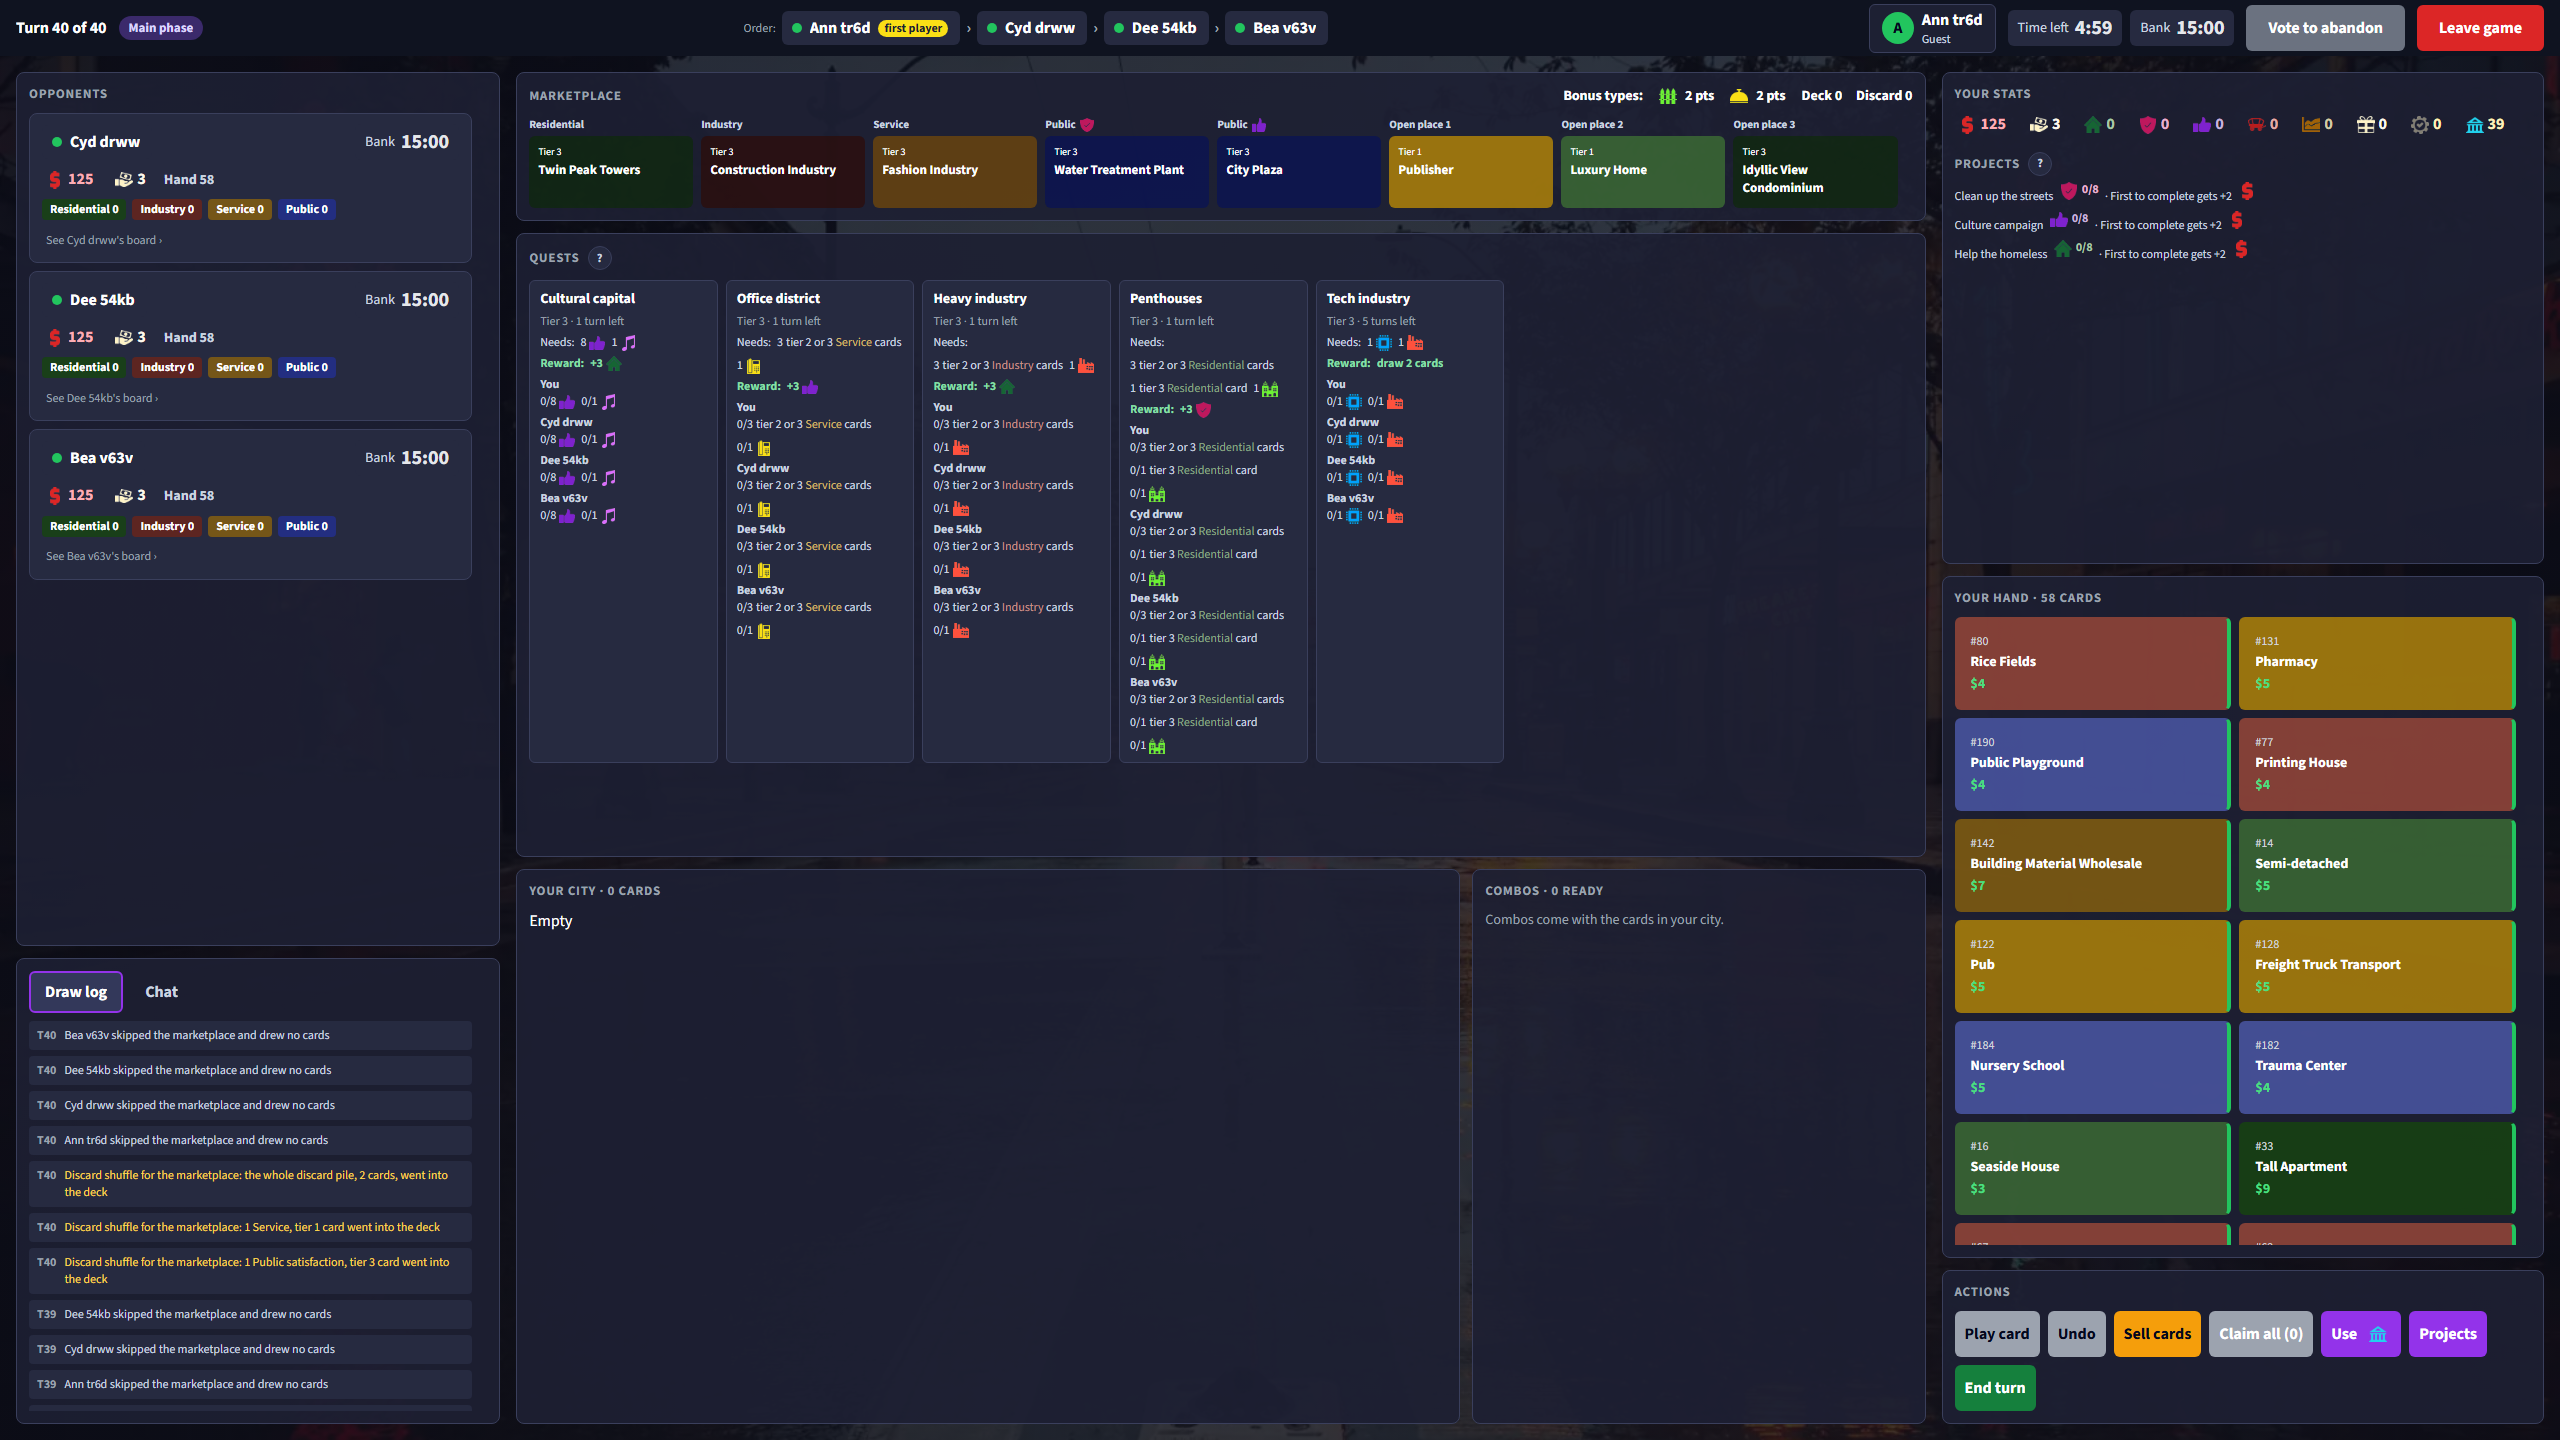 Turn 40 of 40 Main phase
Order: Ann tr6d first player › Cyd drww › Dee 54kb › Bea v63v
A Ann tr6d
Guest
Time left 4:59
Bank 15:00
Vote to abandon
Leave game
OPPONENTS
Cyd drww Bank 15:00
125 3 Hand 58
Residential 0 Industry 0 Service 0 Public 0
See Cyd drww's board ›
Dee 54kb Bank 15:00
125 3 Hand 58
Residential 0 Industry 0 Service 0 Public 0
See Dee 54kb's board ›
Bea v63v Bank 15:00
125 3 Hand 58
Residential 0 Industry 0 Service 0 Public 0
See Bea v63v's board ›
Draw log Chat
T40 Bea v63v skipped the marketplace and drew no cards
T40 Dee 54kb skipped the marketplace and drew no cards
T40 Cyd drww skipped the marketplace and drew no cards
T40 Ann tr6d skipped the marketplace and drew no cards
T40 Discard shuffle for the marketplace: the whole discard pile, 2 cards, went into
the deck
T40 Discard shuffle for the marketplace: 1 Service, tier 1 card went into the deck
T40 Discard shuffle for the marketplace: 1 Public satisfaction, tier 3 card went into
the deck
T39 Dee 54kb skipped the marketplace and drew no cards
T39 Cyd drww skipped the marketplace and drew no cards
T39 Ann tr6d skipped the marketplace and drew no cards
MARKETPLACE
Bonus types: 2 pts 2 pts Deck 0 Discard 0
Residential
Tier 3
Twin Peak Towers
Industry
Tier 3
Construction Industry
Service
Tier 3
Fashion Industry
Public
Tier 3
Water Treatment Plant
Public
Tier 3
City Plaza
Open place 1
Tier 1
Publisher
Open place 2
Tier 1
Luxury Home
Open place 3
Tier 3
Idyllic View
Condominium
QUESTS ?
Cultural capital
Tier 3 · 1 turn left
Needs: 8 1
Reward: +3
You
0/8 0/1
Cyd drww
0/8 0/1
Dee 54kb
0/8 0/1
Bea v63v
0/8 0/1
Office district
Tier 3 · 1 turn left
Needs: 3 tier 2 or 3 Service cards
1
Reward: +3
You
0/3 tier 2 or 3 Service cards
0/1
Cyd drww
0/3 tier 2 or 3 Service cards
0/1
Dee 54kb
0/3 tier 2 or 3 Service cards
0/1
Bea v63v
0/3 tier 2 or 3 Service cards
0/1
Heavy industry
Tier 3 · 1 turn left
Needs:
3 tier 2 or 3 Industry cards 1
Reward: +3
You
0/3 tier 2 or 3 Industry cards
0/1
Cyd drww
0/3 tier 2 or 3 Industry cards
0/1
Dee 54kb
0/3 tier 2 or 3 Industry cards
0/1
Bea v63v
0/3 tier 2 or 3 Industry cards
0/1
Penthouses
Tier 3 · 1 turn left
Needs:
3 tier 2 or 3 Residential cards
1 tier 3 Residential card 1
Reward: +3
You
0/3 tier 2 or 3 Residential cards
0/1 tier 3 Residential card
0/1
Cyd drww
0/3 tier 2 or 3 Residential cards
0/1 tier 3 Residential card
0/1
Dee 54kb
0/3 tier 2 or 3 Residential cards
0/1 tier 3 Residential card
0/1
Bea v63v
0/3 tier 2 or 3 Residential cards
0/1 tier 3 Residential card
0/1
Tech industry
Tier 3 · 5 turns left
Needs: 1 1
Reward: draw 2 cards
You
0/1 0/1
Cyd drww
0/1 0/1
Dee 54kb
0/1 0/1
Bea v63v
0/1 0/1
YOUR CITY · 0 CARDS
Empty
COMBOS · 0 READY
Combos come with the cards in your city.
YOUR STATS
125 3 0 0 0 0 0 0 0 39
PROJECTS ?
Clean up the streets 0/8 · First to complete gets +2
Culture campaign 0/8 · First to complete gets +2
Help the homeless 0/8 · First to complete gets +2
YOUR HAND · 58 CARDS
#80
Rice Fields
$4
#131
Pharmacy
$5
#190
Public Playground
$4
#77
Printing House
$4
#142
Building Material Wholesale
$7
#14
Semi-detached
$5
#122
Pub
$5
#128
Freight Truck Transport
$5
#184
Nursery School
$5
#182
Trauma Center
$4
#16
Seaside House
$3
#33
Tall Apartment
$9
ACTIONS
Play card Undo Sell cards Claim all (0) Use Projects
End turn